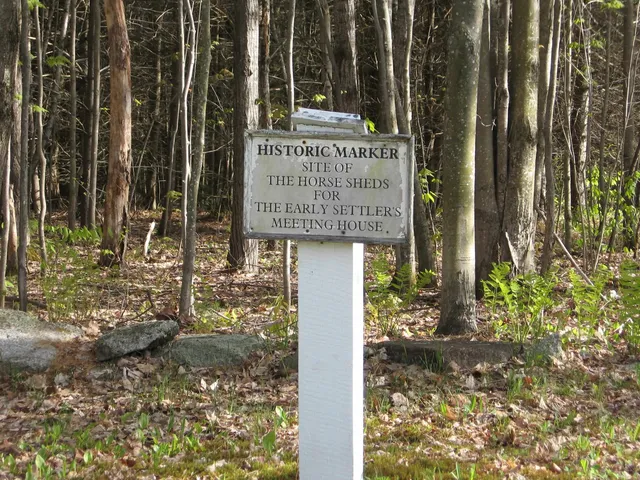 HISTORIC MARKER
SITE OF
THE HORSE SHEDS
FOR
THE EARLY SETTLER'S
MEETING HOUSE